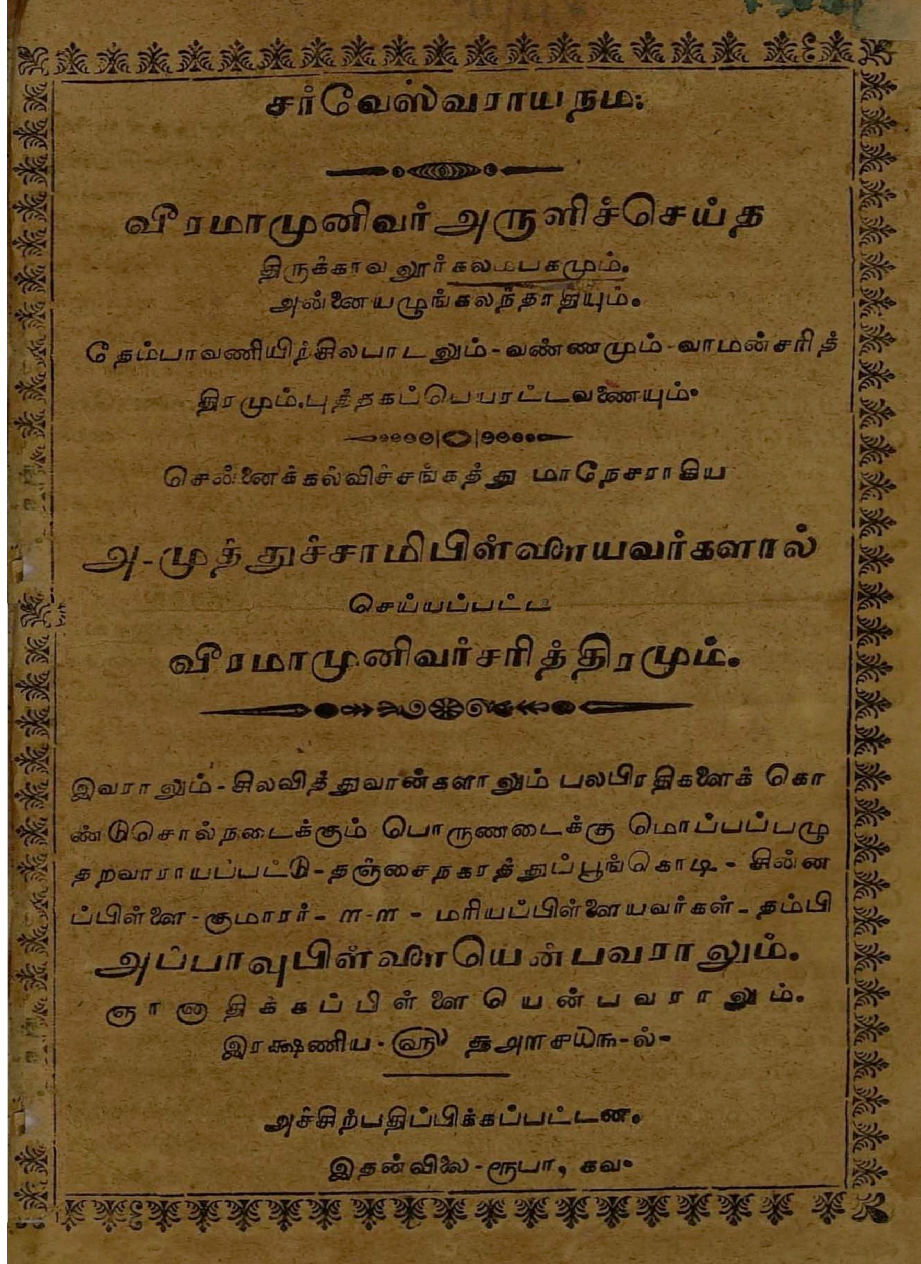 சர்வேஸ்வராயநம:
வீரமாமுனிவர்அருளிச்செய்த
திருக்காவலூர்கலம்பகமும்.
அன்னையழுங்கலந்தாதியும்.
தேம்பாவணியிற்சிலபாடலும்-வண்ணமும்-வாமன்சரித்
திரமும்.புத்தகப்பெயரட்டவணையும்.
சென்னைக்கல்விச்சங்கத்து மாநேசராகிய
அ-முத்துச்சாமிபிள்ளையவர்களால்
செய்யப்பட்ட
வீரமாமுனிவர்சரித்திரமும்.
இவராலும்-சிலவித்துவான்களாலும் பலபிரதிகளைக் கொ
ண்டுசொல்நடைக்கும் பொருணடைக்கு மொப்பப்பழு
தறவாராயப்பட்டு-தஞ்சைநகரத்துப்பூங்கொடி-சின்ன
ப்பிள்ளை-குமாரர்-ா-ா-மரியப்பிள்ளையவர்கள்-தம்பி
அப்பாவுபிள்ளையென்பவராலும்.
ஞானாதிக்கப்பிள்ளை யென்பவராலும்.
இரக்ஷணிய-௵ ௲௮௱௪௰௩-ல்-
அச்சிற்பதிப்பிக்கப்பட்டன.
இதன்விலை-ரூபா, கவ